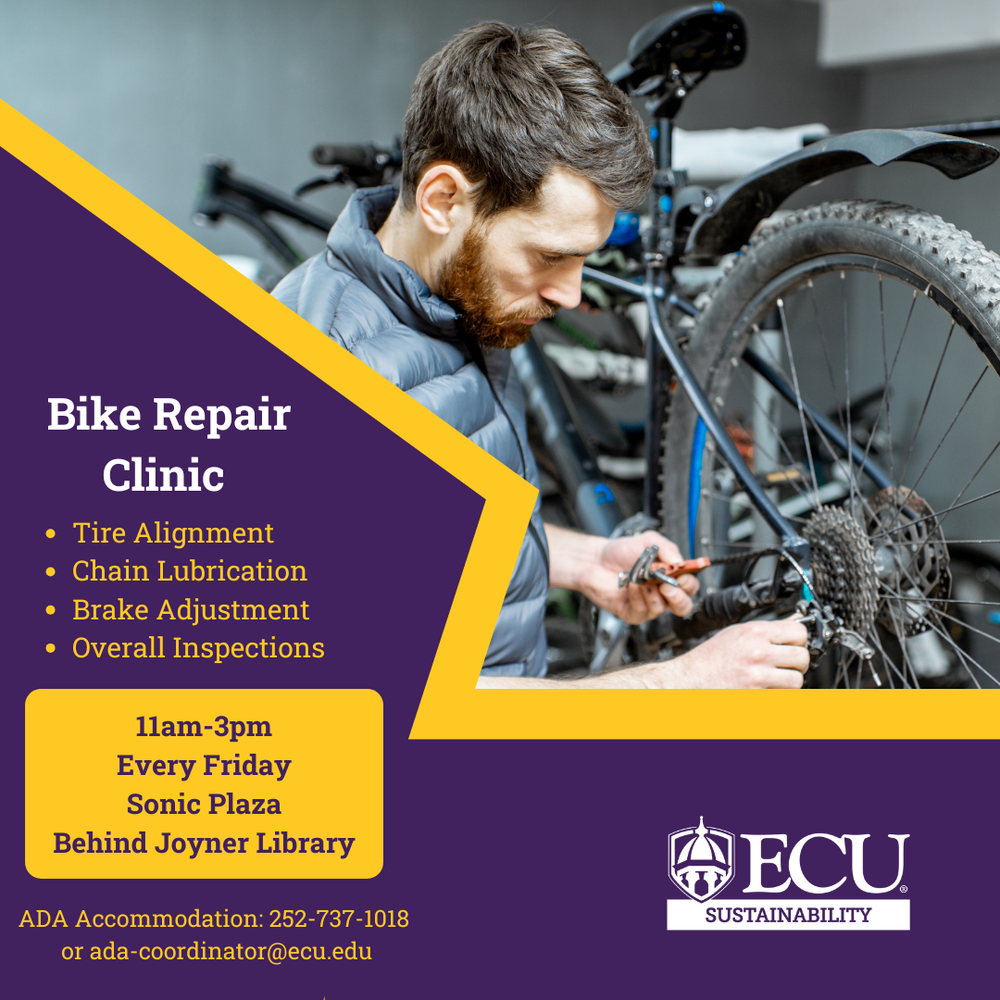 Bike Repair
Clinic
• Tire Alignment
• Chain Lubrication
• Brake Adjustment
• Overall Inspections
11am-3pm
Every Friday
Sonic Plaza
Behind Joyner Library
ADA Accommodation: 252-737-1018
or ada-coordinator@ecu.edu
ECU®
SUSTAINABILITY